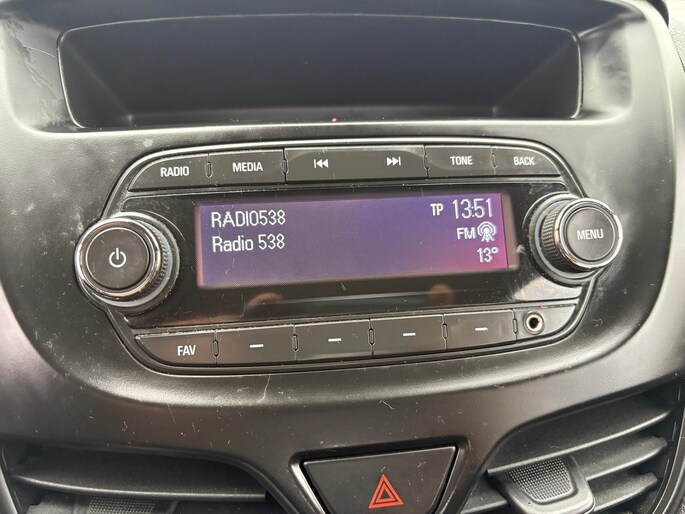 RADIO
MEDIA
TONE
BACK
RADIO538
TP 13:51
Radio 538
FM
13°
MENU
FAV